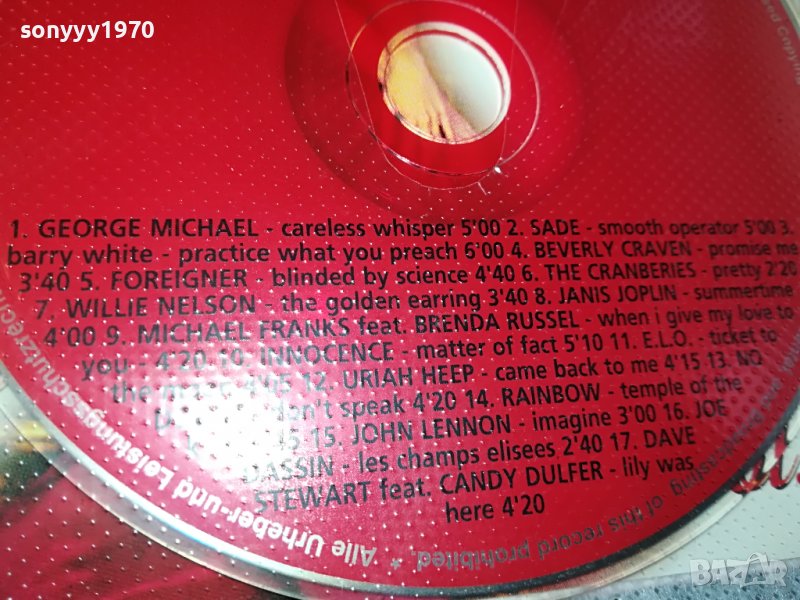 sonyyy1970
1. GEORGE MICHAEL - careless whisper 5'00 2. SADE - smooth operator 5'00 3.
barry white - practice what you preach 6'00 4. BEVERLY CRAVEN - promise me
3'40 5. FOREIGNER - blinded by science 4'40 6. THE CRANBERIES - pretty 2'20
7. WILLIE NELSON - the golden earring 3'40 8. JANIS JOPLIN - summertime
4'00 9. MICHAEL FRANKS feat. BRENDA RUSSEL - when i give my love to
you - 4'20 10. INNOCENCE - matter of fact 5'10 11. E.L.O. - ticket to
the 4'05 12. URIAH HEEP - came back to me 4'15 13. NO
don't speak 4'20 14. RAINBOW - temple of the
15 15. JOHN LENNON - imagine 3'00 16. JOE
DASSIN - les champs elisees 2'40 17. DAVE
STEWART feat. CANDY DULFER - lily was
here 4'20
of this record prohibited. * Alle Urheber-und Leistungsschutzrech
and Copying
BAZAR